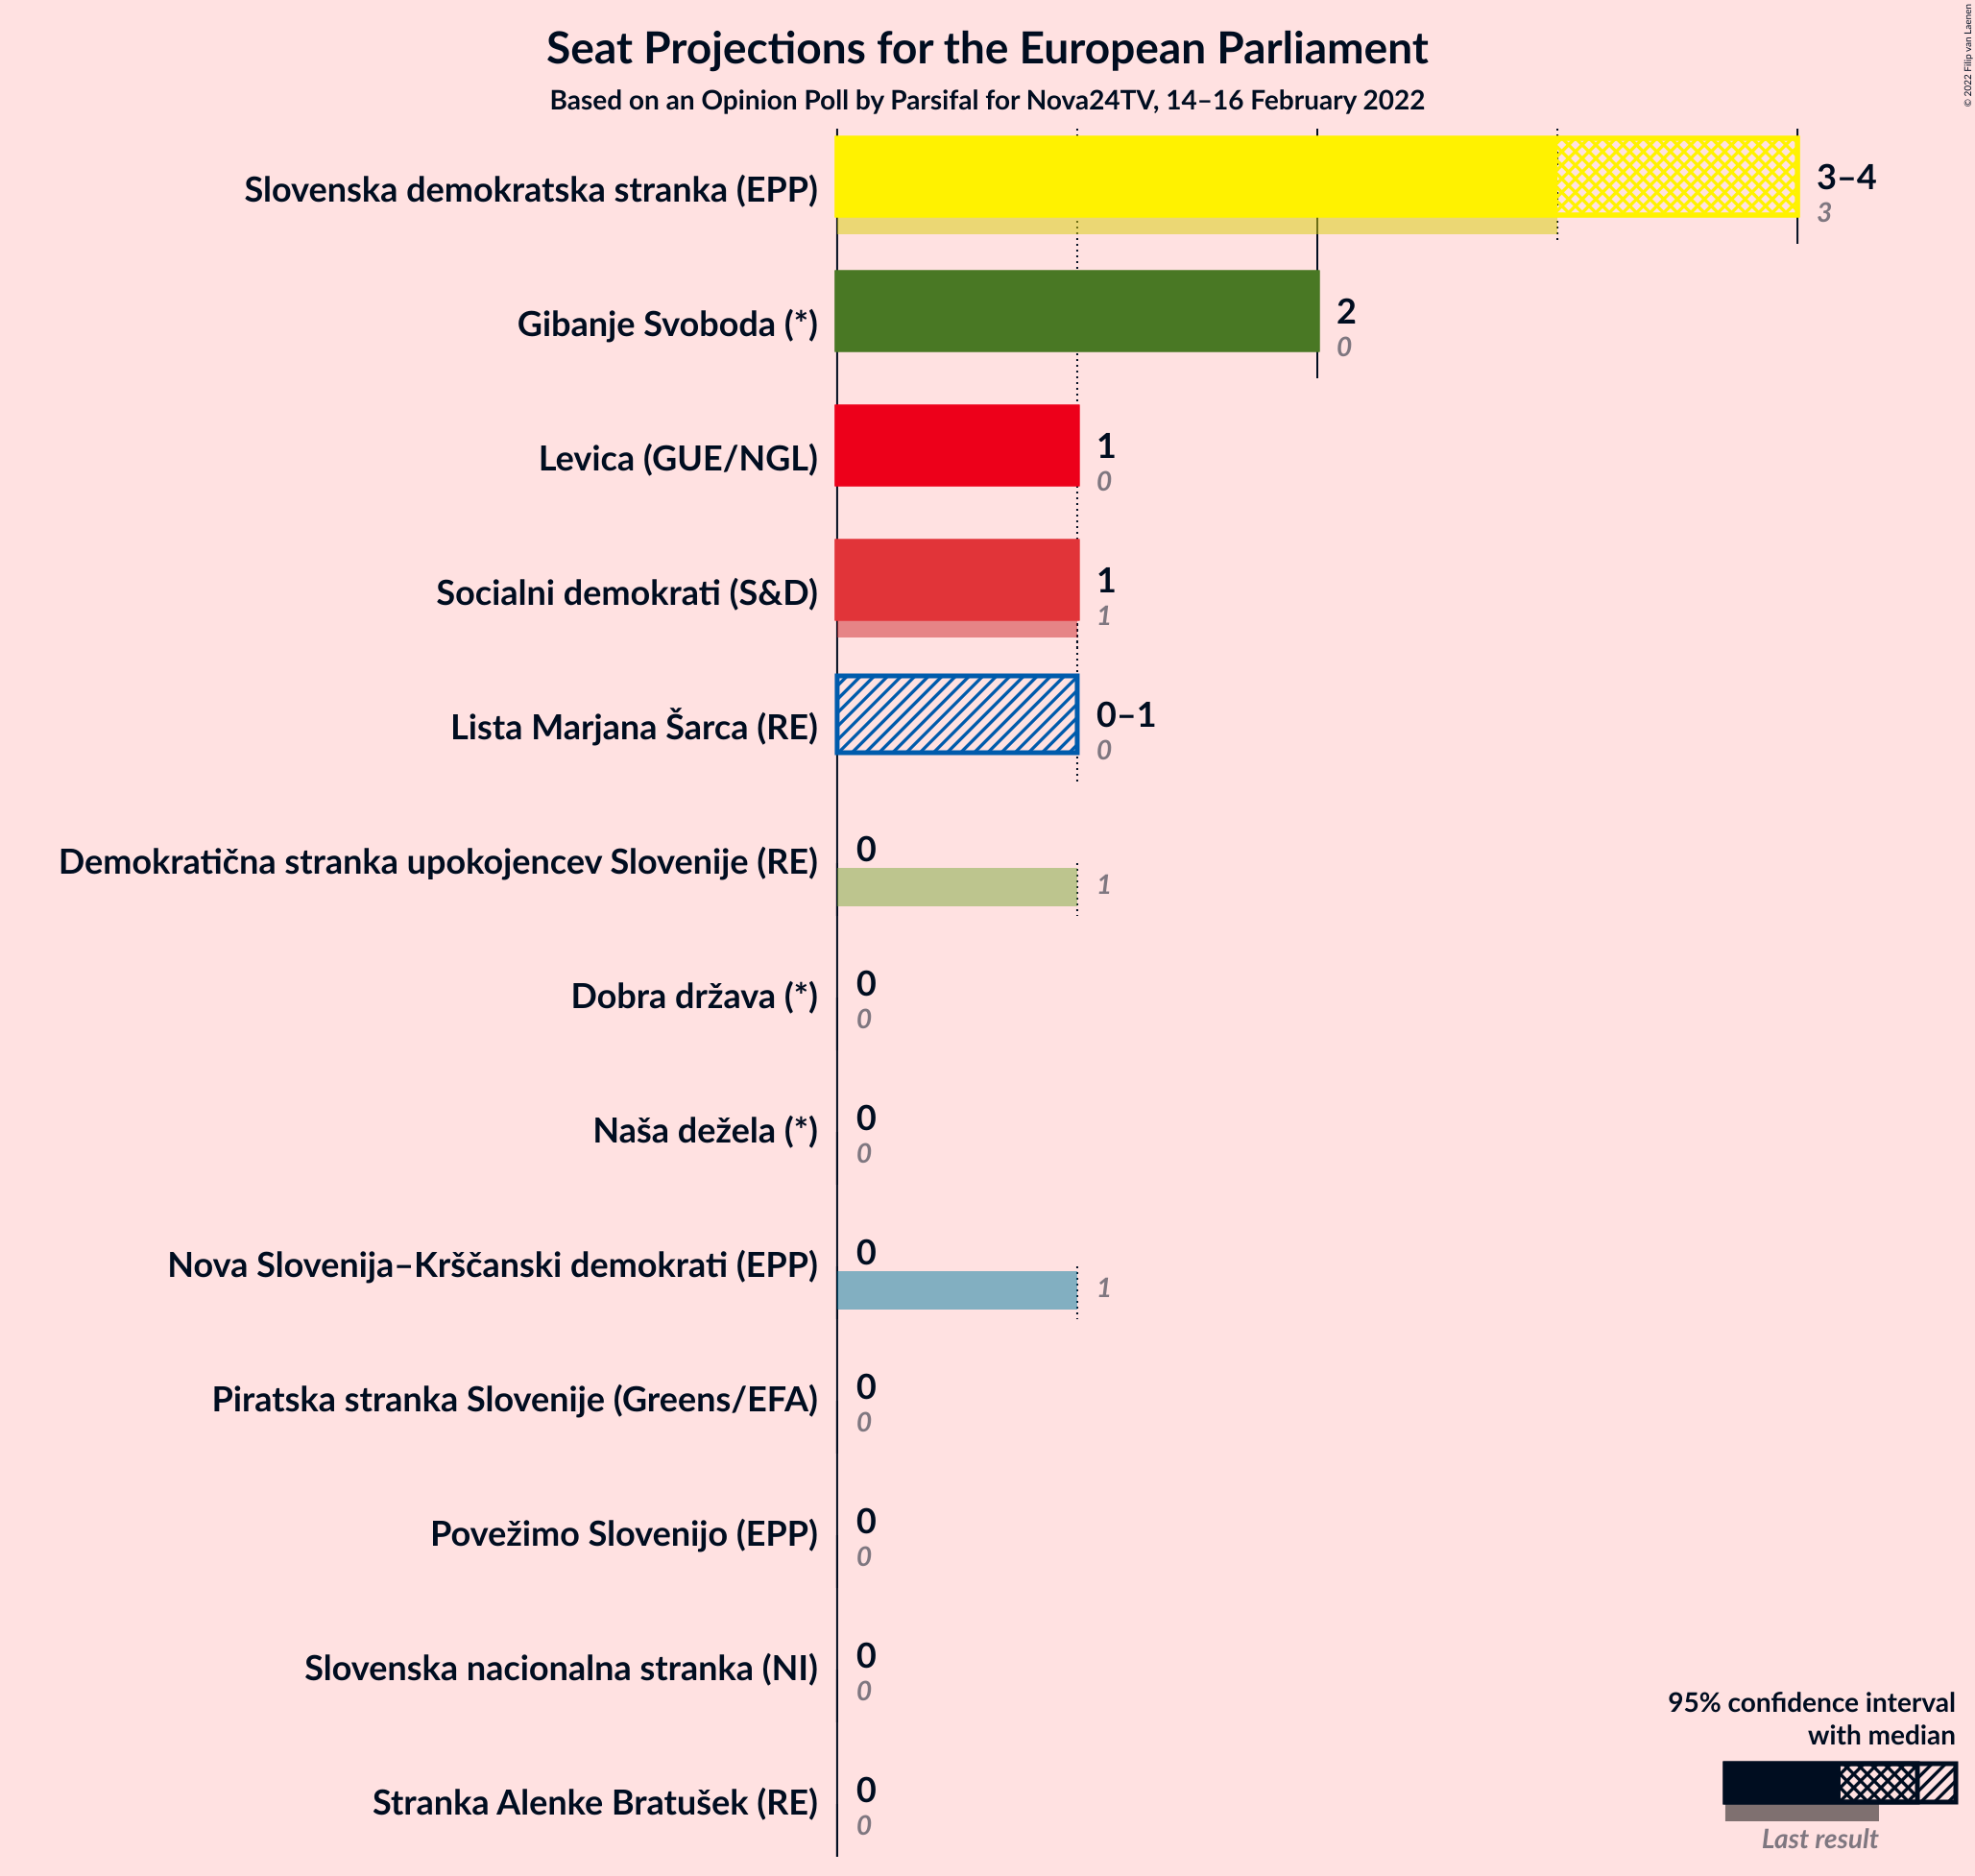 Seat Projections for the European Parliament
Based on an Opinion Poll by Parsifal for Nova24TV, 14–16 February 2022
© 2022 Filip van Laenen
Slovenska demokratska stranka (EPP)
3–4
3
Gibanje Svoboda (*)
2
0
Levica (GUE/NGL)
1
0
Socialni demokrati (S&D)
1
1
Lista Marjana Šarca (RE)
0–1
0
Demokratična stranka upokojencev Slovenije (RE)
0
1
Dobra država (*)
0
0
Naša dežela (*)
0
0
Nova Slovenija–Krščanski demokrati (EPP)
0
1
Piratska stranka Slovenije (Greens/EFA)
0
0
Povežimo Slovenijo (EPP)
0
0
Slovenska nacionalna stranka (NI)
0
0
Stranka Alenke Bratušek (RE)
0
0
95% confidence interval
with median
Last result